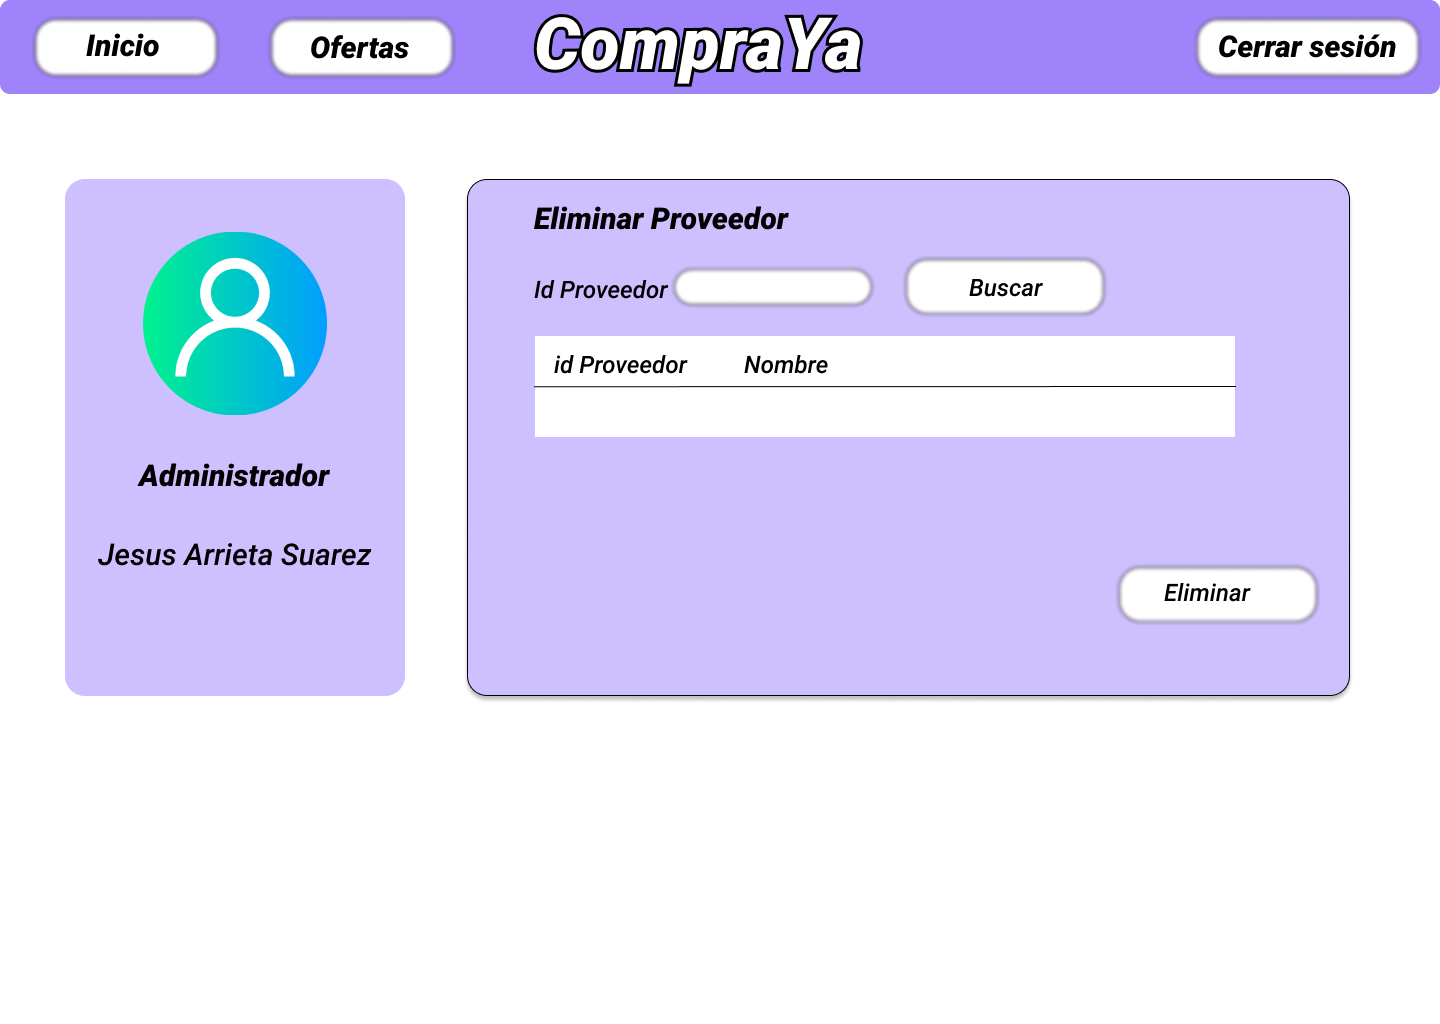 Inicio
Ofertas
CompraYa
Cerrar sesión
Administrador
Jesus Arrieta Suarez
Eliminar Proveedor
Id Proveedor
Buscar
id Proveedor Nombre
Eliminar